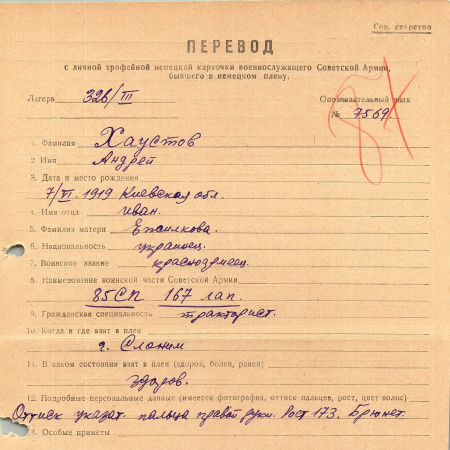 Сов. секретно
ПЕРЕВОД
с личной трофейной немецкой карточки военнослужащего Советской Армии,
бывшего в немецком плену.
Лагерь 326/III Опознавательный знак
№ 7569
1. Фамилия Хаустов
2. Имя Андрей
3. Дата и место рождения
7/VI. 1919 Киевская обл.
4. Имя отца Иван.
5. Фамилия матери Ежилкова.
6. Национальность украинец.
7. Воинское звание красноармеец.
8. Наименование воинской части Советской Армии
85СП 167 лап.
9. Гражданская специальность тракторист.
10. Когда и где взят в плен
г. Слоним
11. В каком состоянии взят в плен (здоров, болен, ранен)
здоров.
12. Подробные персональные данные (имеется фотография, оттиск пальцев, рост, цвет волос)
Оттиск указат. пальца правой руки. Рост 173. Брюнет.
13. Особые приметы